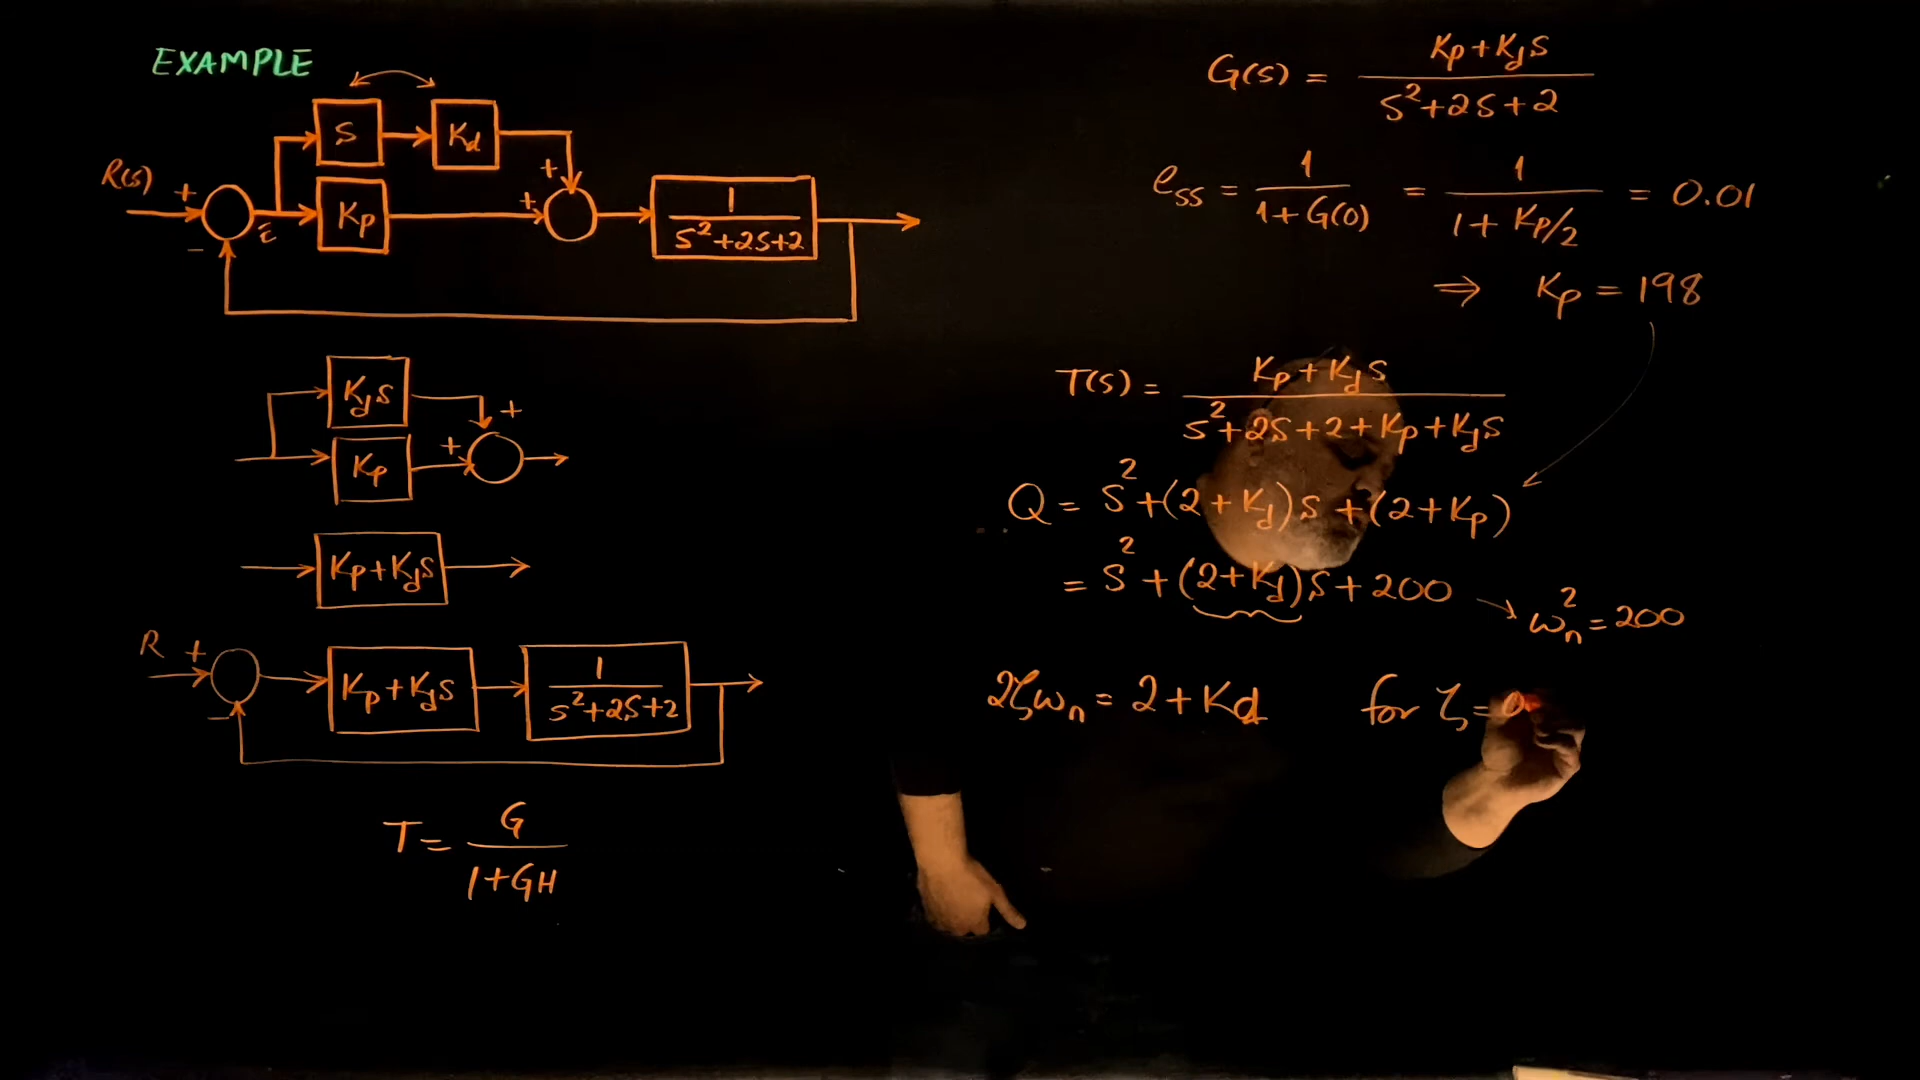 EXAMPLE
R(s) + - E
S Kd
Kp + +
1 / s²+2s+2
Kds +
Kp +
Kp+Kds
R + -
Kp+Kds 1 / s²+2s+2
T = G / 1+GH
G(s) = Kp+Kds / s²+2s+2
ess = 1 / 1+G(0) = 1 / 1+Kp/2 = 0.01
⇒ Kp = 198
T(s) = Kp+Kds / s²+2s+2+Kp+Kds
Q = s²+(2+Kd)s+(2+Kp)
= s²+(2+Kd)s+200 → ωn²=200
2ζωn = 2+Kd for ζ=0